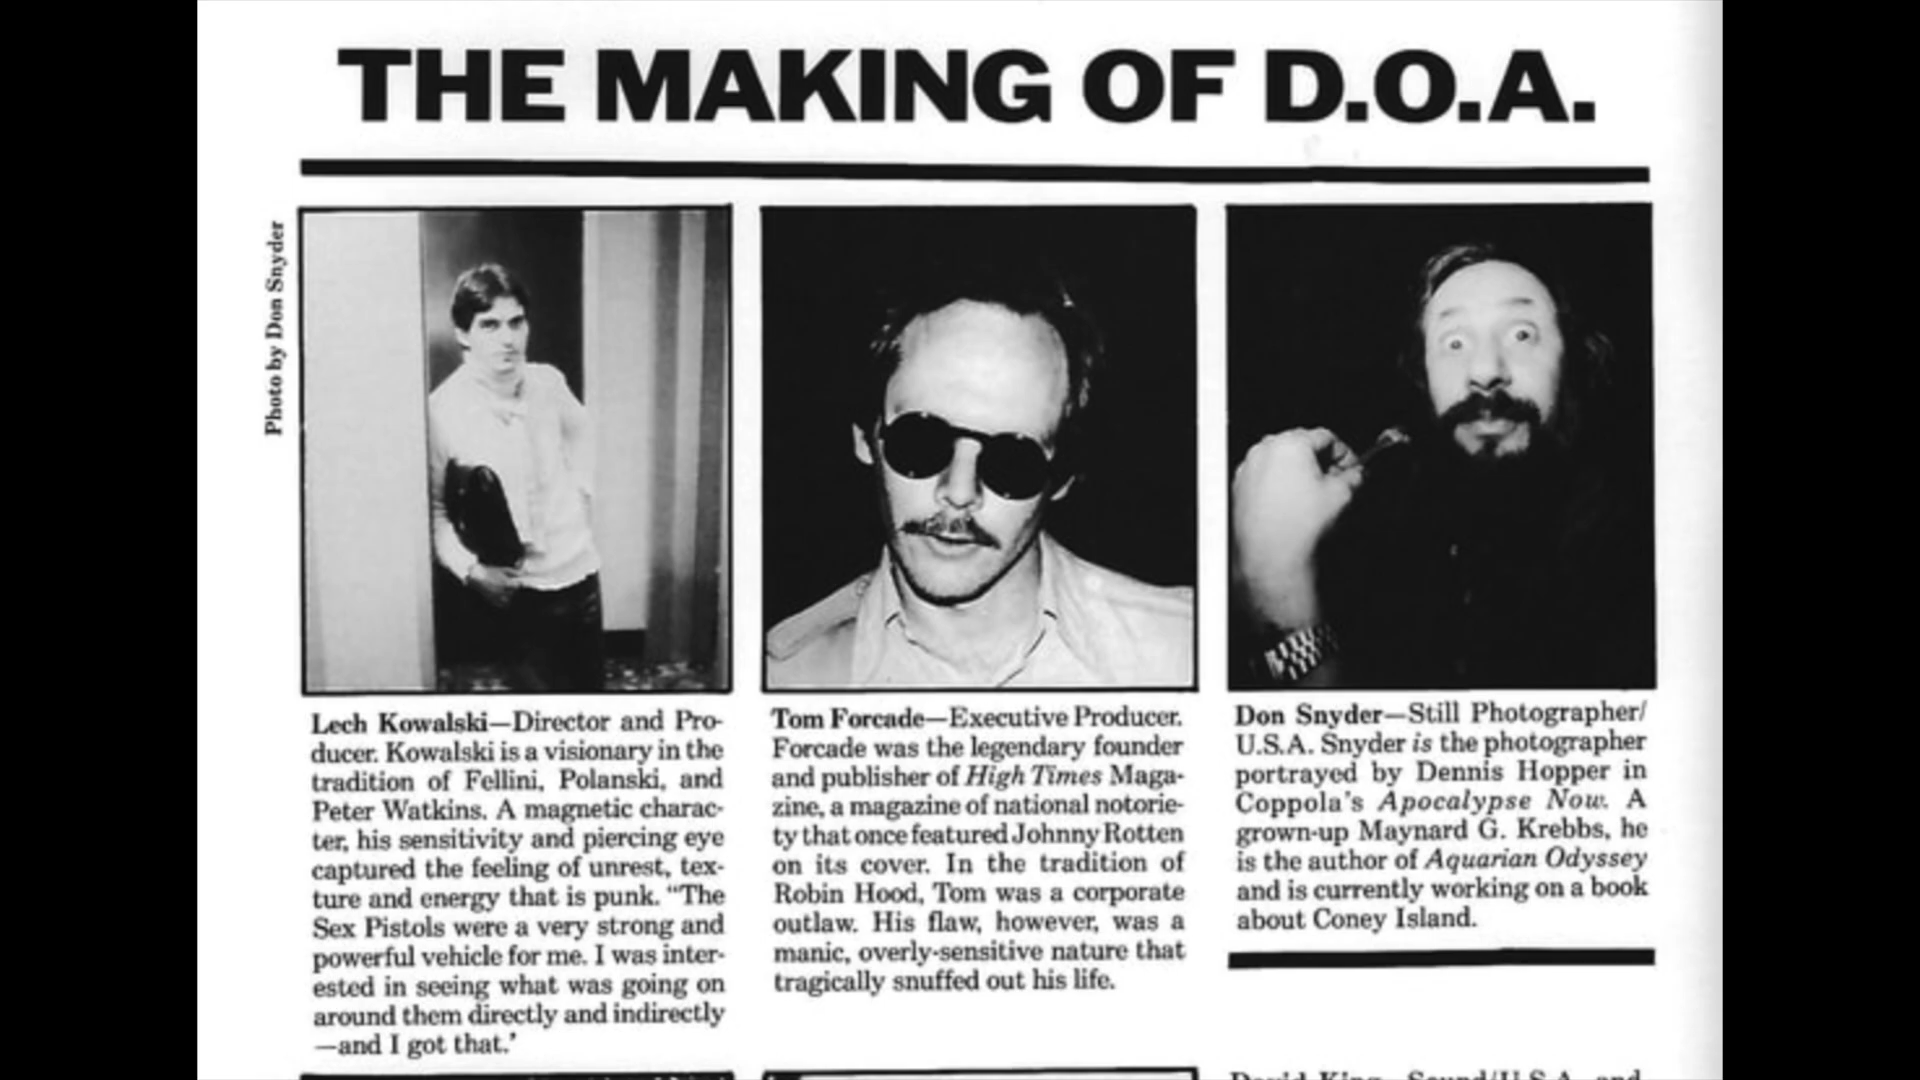 THE MAKING OF D.O.A.
Photo by Don Snyder
Lech Kowalski—Director and Pro-
ducer. Kowalski is a visionary in the
tradition of Fellini, Polanski, and
Peter Watkins. A magnetic charac-
ter, his sensitivity and piercing eye
captured the feeling of unrest, tex-
ture and energy that is punk. “The
Sex Pistols were a very strong and
powerful vehicle for me. I was inter-
ested in seeing what was going on
around them directly and indirectly
—and I got that.’
Tom Forcade—Executive Producer.
Forcade was the legendary founder
and publisher of High Times Maga-
zine, a magazine of national notorie-
ty that once featured Johnny Rotten
on its cover. In the tradition of
Robin Hood, Tom was a corporate
outlaw. His flaw, however, was a
manic, overly-sensitive nature that
tragically snuffed out his life.
Don Snyder—Still Photographer/
U.S.A. Snyder is the photographer
portrayed by Dennis Hopper in
Coppola’s Apocalypse Now. A
grown-up Maynard G. Krebbs, he
is the author of Aquarian Odyssey
and is currently working on a book
about Coney Island.
David King—Sound/U.S.A. and